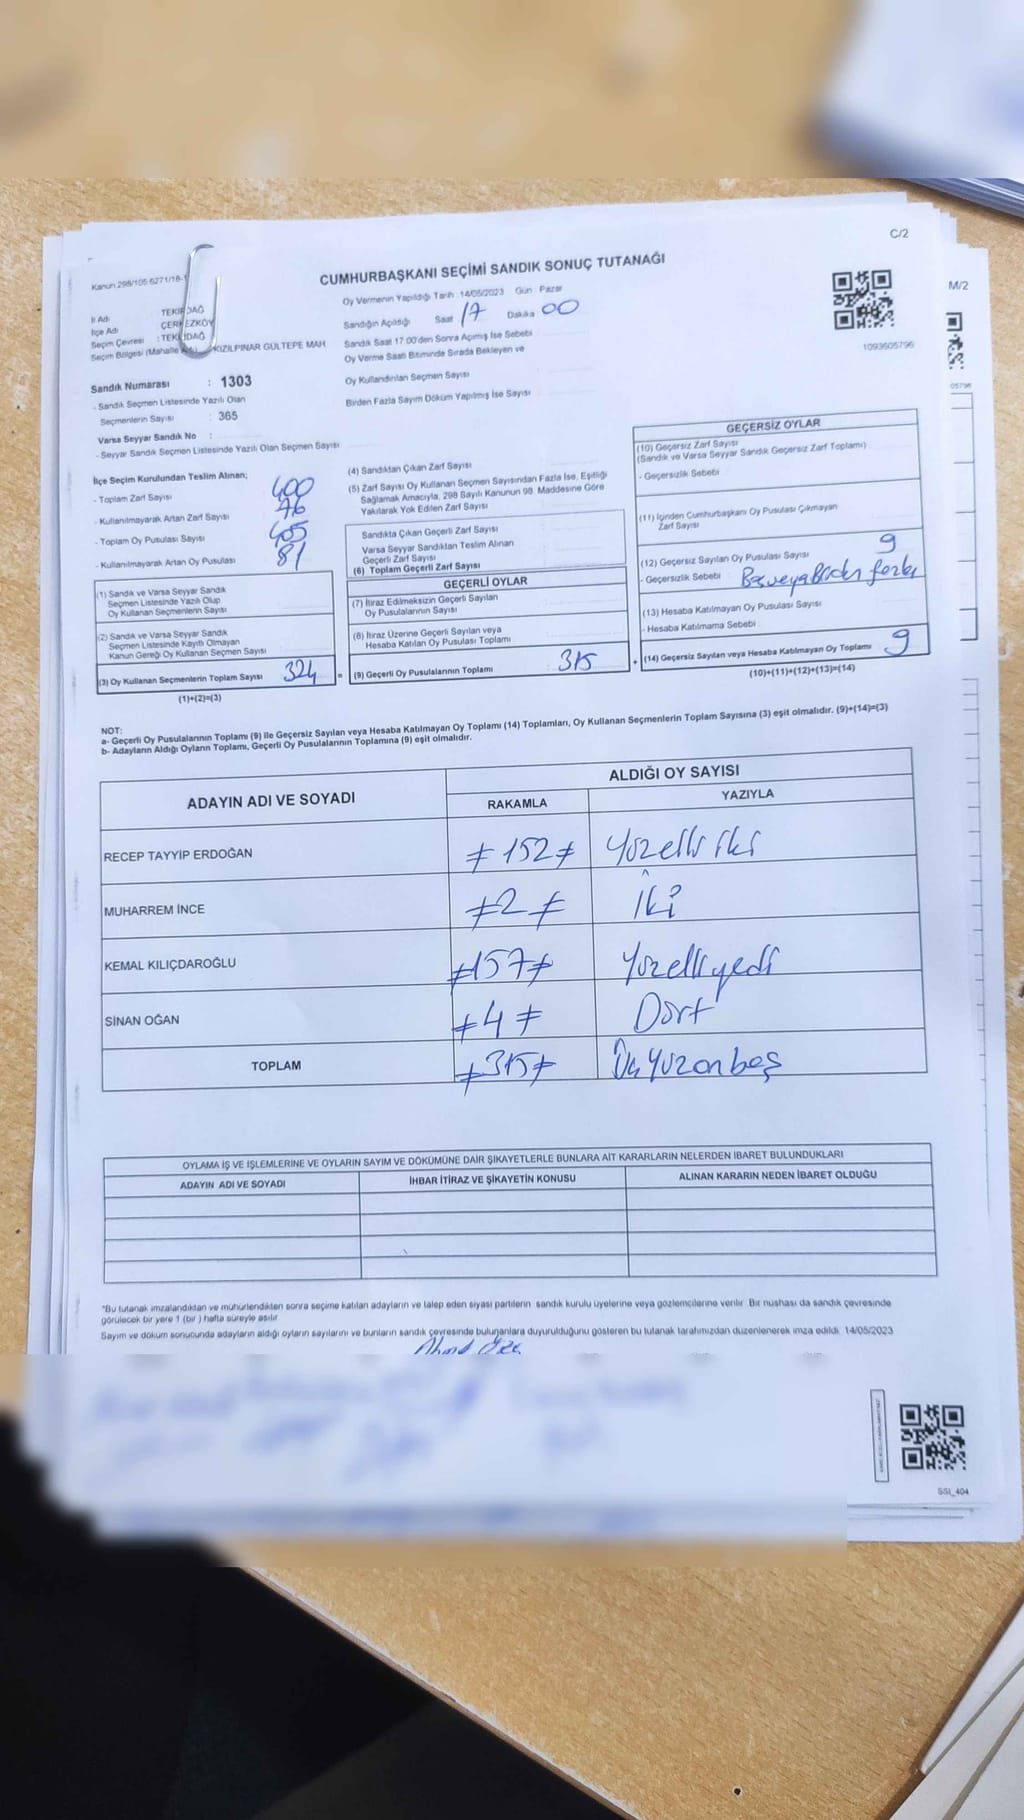 C/2
M/2
CUMHURBAŞKANI SEÇİMİ SANDIK SONUÇ TUTANAĞI
Kanun 298/105 6271/18-1
Oy Vermenin Yapıldığı Tarih :14/05/2023 Gün : Pazar
İl Adı TEKİRDAĞ
İlçe Adı ÇERKEZKÖY
Seçim Çevresi :TEKİRDAĞ
Seçim Bölgesi (Mahalle Adı) KIZILPINAR GÜLTEPE MAH
Sandığın Açıldığı Saat 17 Dakika 00
Sandık Saat 17.00'den Sonra Açılmış İse Sebebi
Oy Verme Saati Bitiminde Sırada Bekleyen ve
Oy Kullandırılan Seçmen Sayısı
Birden Fazla Sayım Döküm Yapılmış İse Sayısı
1093605796
05796
Sandık Numarası : 1303
- Sandık Seçmen Listesinde Yazılı Olan
Seçmenlerin Sayısı : 365
Varsa Seyyar Sandık No :
- Seyyar Sandık Seçmen Listesinde Yazılı Olan Seçmen Sayısı
İlçe Seçim Kurulundan Teslim Alınan;
- Toplam Zarf Sayısı 400
- Kullanılmayarak Artan Zarf Sayısı 76
- Toplam Oy Pusulası Sayısı 405
- Kullanılmayarak Artan Oy Pusulası 81
(1) Sandık ve Varsa Seyyar Sandık
Seçmen Listesinde Yazılı Olup
Oy Kullanan Seçmenlerin Sayısı
(2) Sandık ve Varsa Seyyar Sandık
Seçmen Listesinde Kayıtlı Olmayan
Kanun Gereği Oy Kullanan Seçmen Sayısı
(3) Oy Kullanan Seçmenlerin Toplam Sayısı 324 =
(1)+(2)=(3)
(4) Sandıktan Çıkan Zarf Sayısı
(5) Zarf Sayısı Oy Kullanan Seçmen Sayısından Fazla İse, Eşitliği
Sağlamak Amacıyla, 298 Sayılı Kanunun 98. Maddesine Göre
Yakılarak Yok Edilen Zarf Sayısı
Sandıkta Çıkan Geçerli Zarf Sayısı
Varsa Seyyar Sandıktan Teslim Alınan
Geçerli Zarf Sayısı
(6) Toplam Geçerli Zarf Sayısı
GEÇERLİ OYLAR
(7) İtiraz Edilmeksizin Geçerli Sayılan
Oy Pusulalarının Sayısı
(8) İtiraz Üzerine Geçerli Sayılan veya
Hesaba Katılan Oy Pusulası Toplamı
(9) Geçerli Oy Pusulalarının Toplamı 315 +
GEÇERSİZ OYLAR
(10) Geçersiz Zarf Sayısı
(Sandık ve Varsa Seyyar Sandık Geçersiz Zarf Toplamı)
- Geçersizlik Sebebi
(11) İçinden Cumhurbaşkanı Oy Pusulası Çıkmayan
Zarf Sayısı
(12) Geçersiz Sayılan Oy Pusulası Sayısı 9
- Geçersizlik Sebebi Boş veya Birden fazla
(13) Hesaba Katılmayan Oy Pusulası Sayısı
- Hesaba Katılmama Sebebi
(14) Geçersiz Sayılan veya Hesaba Katılmayan Oy Toplamı 9
(10)+(11)+(12)+(13)=(14)
NOT:
a- Geçerli Oy Pusulalarının Toplamı (9) ile Geçersiz Sayılan veya Hesaba Katılmayan Oy Toplamı (14) Toplamları, Oy Kullanan Seçmenlerin Toplam Sayısına (3) eşit olmalıdır. (9)+(14)=(3)
b- Adayların Aldığı Oyların Toplamı, Geçerli Oy Pusulalarının Toplamına (9) eşit olmalıdır.
ADAYIN ADI VE SOYADI
ALDIĞI OY SAYISI
RAKAMLA YAZIYLA
RECEP TAYYİP ERDOĞAN ≠152≠ Yüzelli iki
MUHARREM İNCE ≠2≠ İki
KEMAL KILIÇDAROĞLU ≠157≠ Yüzelliyedi
SİNAN OĞAN ≠4≠ Dört
TOPLAM ≠315≠ Üç Yüz on beş
OYLAMA İŞ VE İŞLEMLERİNE VE OYLARIN SAYIM VE DÖKÜMÜNE DAİR ŞİKAYETLERLE BUNLARA AİT KARARLARIN NELERDEN İBARET BULUNDUKLARI
ADAYIN ADI VE SOYADI İHBAR İTİRAZ VE ŞİKAYETİN KONUSU ALINAN KARARIN NEDEN İBARET OLDUĞU
*Bu tutanak imzalandıktan ve mühürlendikten sonra seçime katılan adayların ve talep eden siyasi partilerin sandık kurulu üyelerine veya gözlemcilerine verilir. Bir nüshası da sandık çevresinde
görülecek bir yere 1 (bir ) hafta süreyle asılır.
Sayım ve döküm sonucunda adayların aldığı oyların sayılarını ve bunların sandık çevresinde bulunanlara duyurulduğunu gösteren bu tutanak tarafımızdan düzenlenerek imza edildi. 14/05/2023
SSI_404